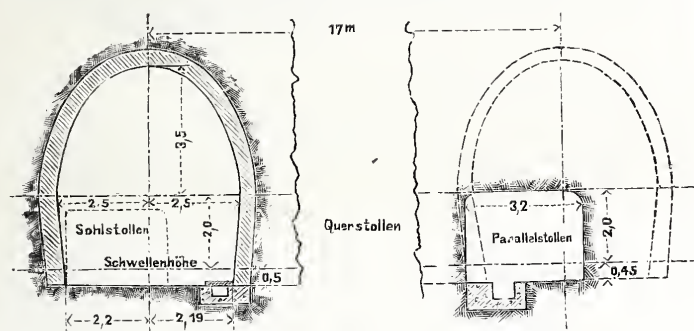 17m
3,5
2.5
2,5
3,2
2,0
2,0
Sohlstollen
Querstollen
Parallelstollen
Schwellenhöhe
0,5
0,45
2,2
2,19